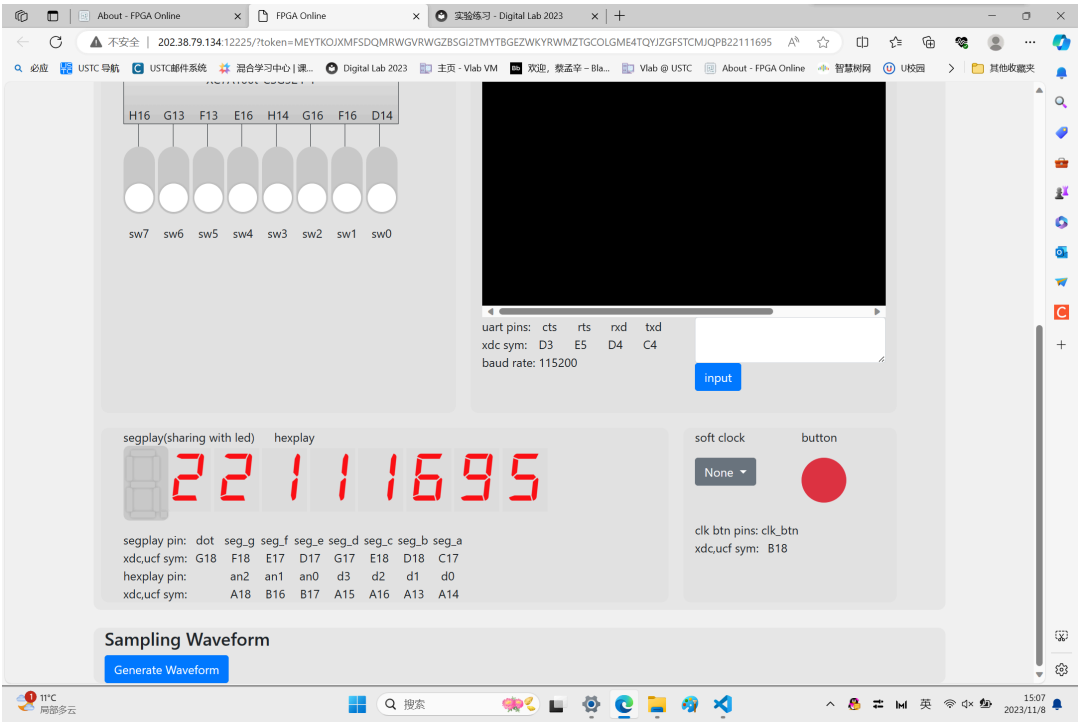 About - FPGA Online
FPGA Online
实验练习 - Digital Lab 2023
不安全
202.38.79.134:12225/?token=MEYTKOJXMFSDQMRWGVRWGZBSGI2TMYTBGEZWKYRWMZTGCOLGME4TQYJZGFSTCMJQPB22111695
必应
USTC 导航
USTC邮件系统
混合学习中心 | 课...
Digital Lab 2023
主页 - Vlab VM
欢迎，蔡孟辛 – Bla...
Vlab @ USTC
About - FPGA Online
智慧树网
U校园
其他收藏夹
H16 G13 F13 E16 H14 G16 F16 D14
sw7 sw6 sw5 sw4 sw3 sw2 sw1 sw0
uart pins: cts rts rxd txd
xdc sym: D3 E5 D4 C4
baud rate: 115200
input
segplay(sharing with led) hexplay
22111695
segplay pin: dot seg_g seg_f seg_e seg_d seg_c seg_b seg_a
xdc,ucf sym: G18 F18 E17 D17 G17 E18 D18 C17
hexplay pin: an2 an1 an0 d3 d2 d1 d0
xdc,ucf sym: A18 B16 B17 A15 A16 A13 A14
soft clock button
None
clk btn pins: clk_btn
xdc,ucf sym: B18
Sampling Waveform
Generate Waveform
1
11°C
局部多云
搜索
英
15:07
2023/11/8